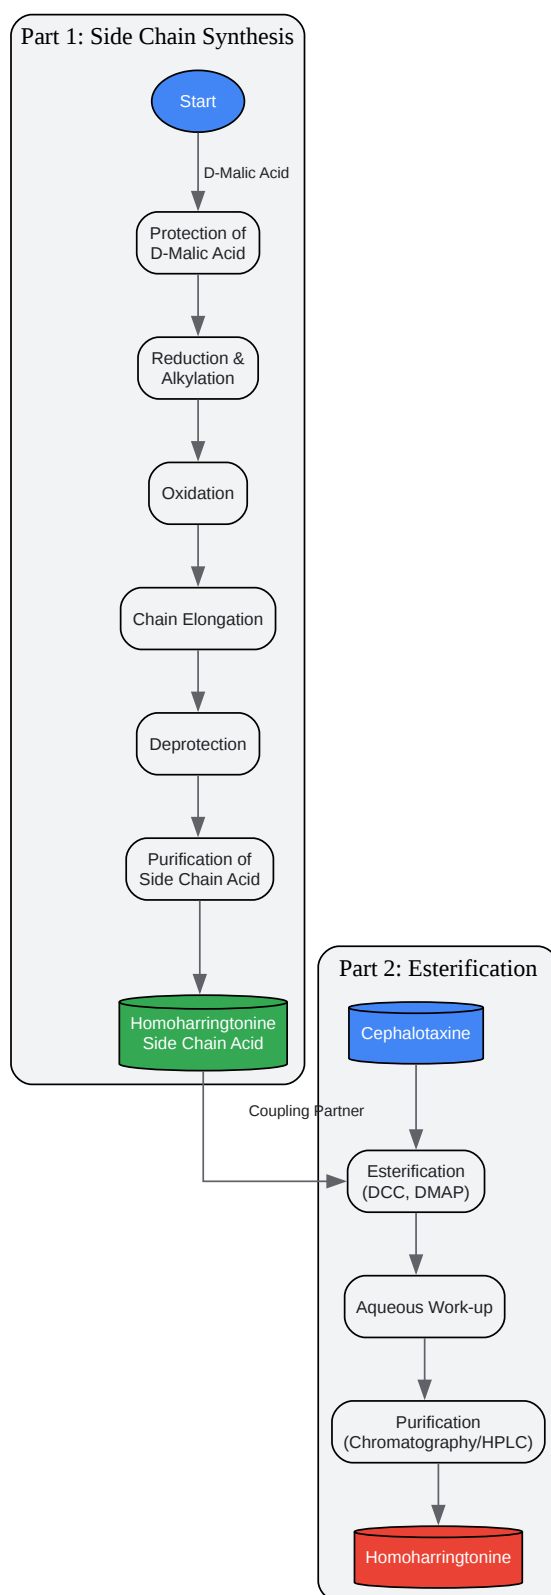 Part 1: Side Chain Synthesis
Start
D-Malic Acid
Protection of
D-Malic Acid
Reduction &
Alkylation
Oxidation
Chain Elongation
Deprotection
Purification of
Side Chain Acid
Homoharringtonine
Side Chain Acid
Part 2: Esterification
Cephalotaxine
Coupling Partner
Esterification
(DCC, DMAP)
Aqueous Work-up
Purification
(Chromatography/HPLC)
Homoharringtonine